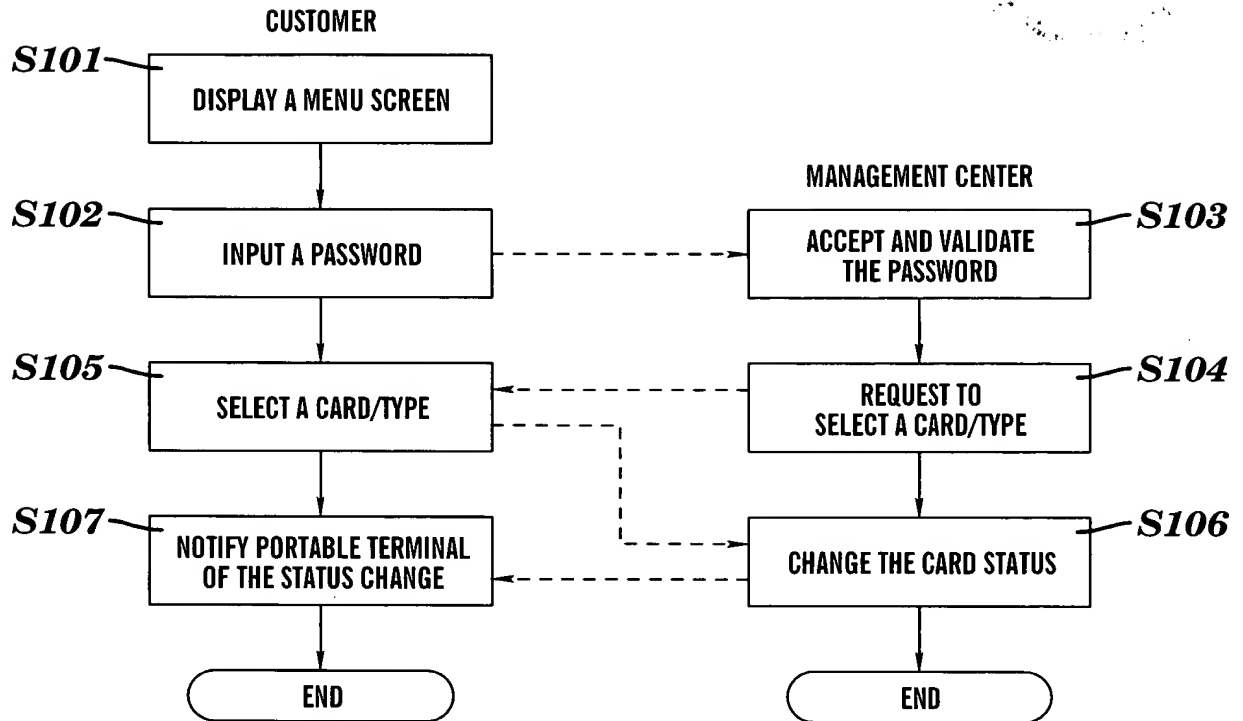 CUSTOMER
S101
DISPLAY A MENU SCREEN
MANAGEMENT CENTER
S102
INPUT A PASSWORD
S103
ACCEPT AND VALIDATE
THE PASSWORD
S105
SELECT A CARD/TYPE
S104
REQUEST TO
SELECT A CARD/TYPE
S107
NOTIFY PORTABLE TERMINAL
OF THE STATUS CHANGE
S106
CHANGE THE CARD STATUS
END
END